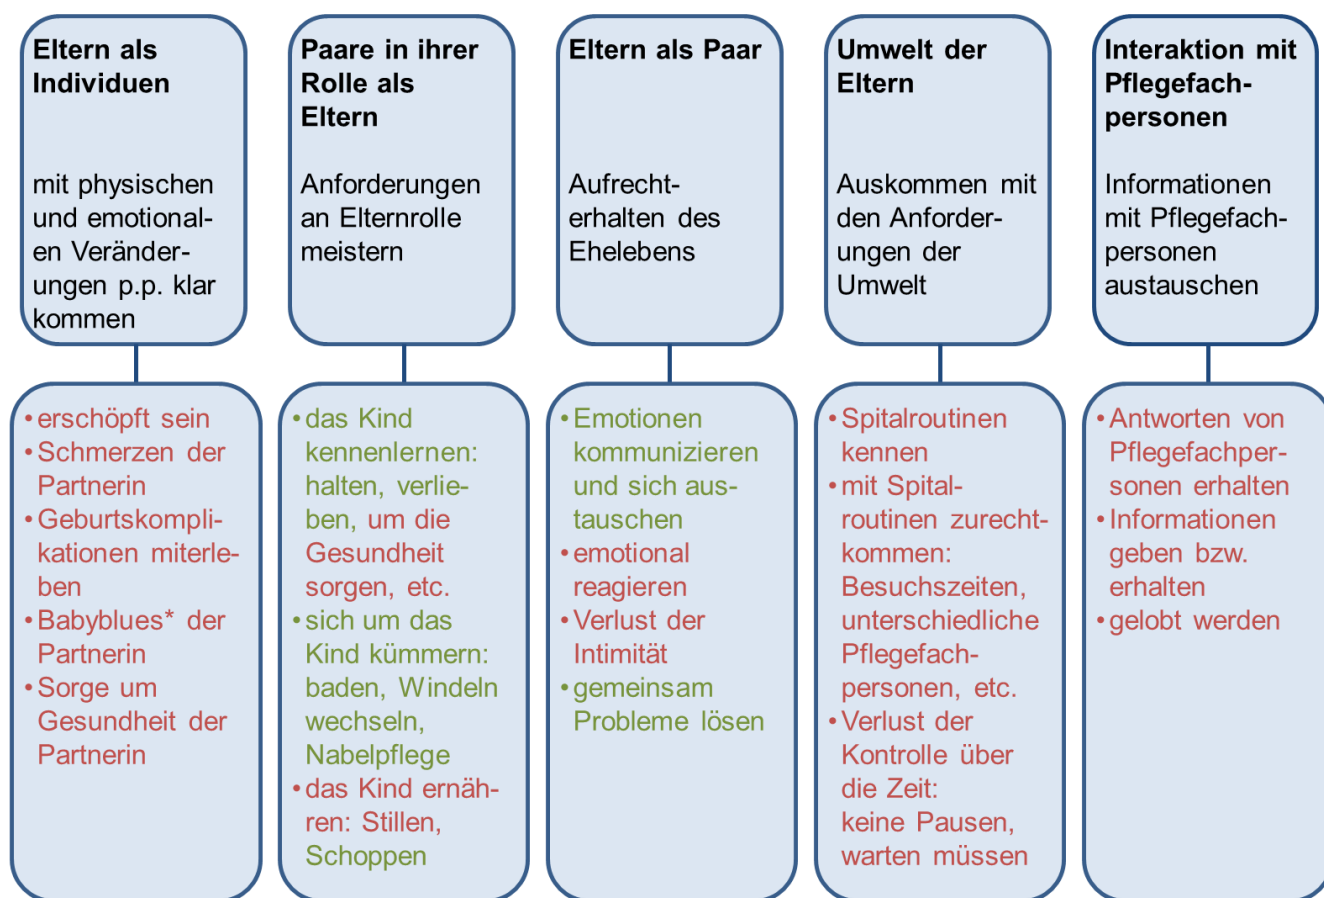 Eltern als
Individuen
mit physischen
und emotional-
en Veränder-
ungen p.p. klar
kommen
Paare in ihrer
Rolle als
Eltern
Anforderungen
an Elternrolle
meistern
Eltern als Paar
Aufrecht-
erhalten des
Ehelebens
Umwelt der
Eltern
Auskommen mit
den Anforder-
ungen der
Umwelt
Interaktion mit
Pflegefach-
personen
Informationen
mit Pflegefach-
personen
austauschen
•erschöpft sein
•Schmerzen der
Partnerin
•Geburtskompli-
kationen miterle-
ben
•Babyblues* der
Partnerin
•Sorge um
Gesundheit der
Partnerin
•das Kind
kennenlernen:
halten, verlie-
ben, um die
Gesundheit
sorgen, etc.
•sich um das
Kind kümmern:
baden, Windeln
wechseln,
Nabelpflege
•das Kind ernäh-
ren: Stillen,
Schoppen
•Emotionen
kommunizieren
und sich aus-
tauschen
•emotional
reagieren
•Verlust der
Intimität
•gemeinsam
Probleme lösen
•Spitalroutinen
kennen
•mit Spital-
routinen zurecht-
kommen:
Besuchszeiten,
unterschiedliche
Pflegefach-
personen, etc.
•Verlust der
Kontrolle über
die Zeit:
keine Pausen,
warten müssen
•Antworten von
Pflegefachper-
sonen erhalten
•Informationen
geben bzw.
erhalten
•gelobt werden